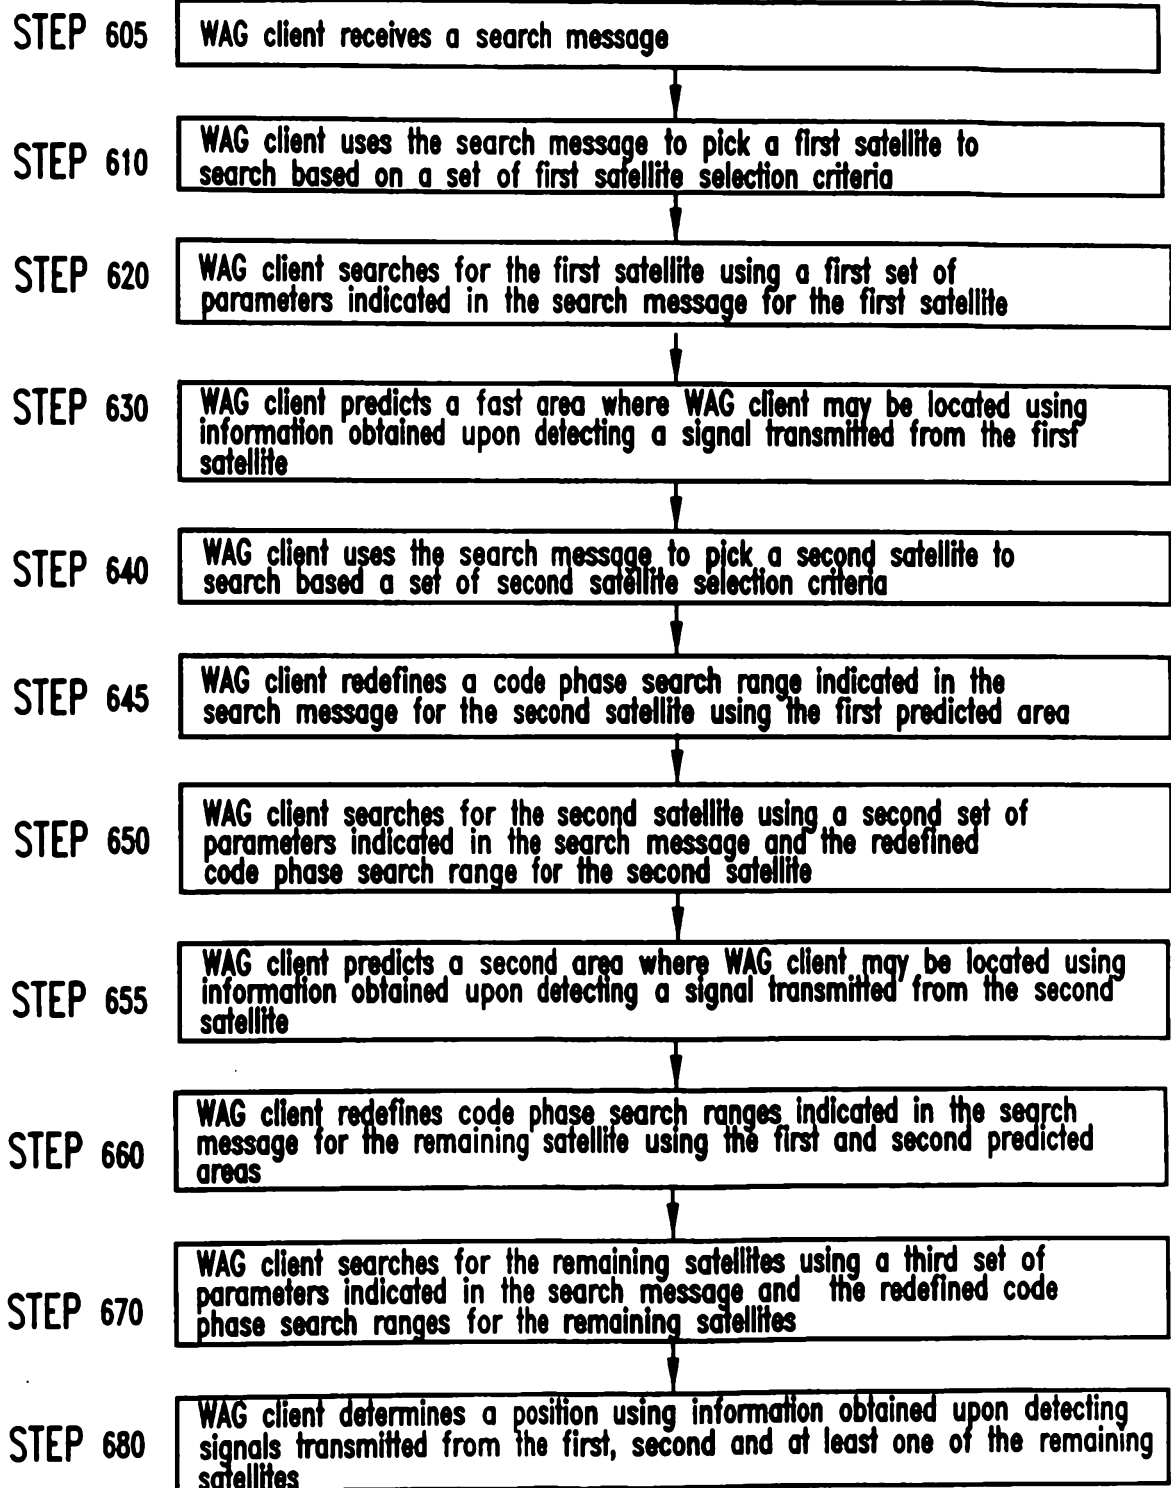 STEP 605
WAG client receives a search message
STEP 610
WAG client uses the search message to pick a first satellite to
search based on a set of first satellite selection criteria
STEP 620
WAG client searches for the first satellite using a first set of
parameters indicated in the search message for the first satellite
STEP 630
WAG client predicts a fast area where WAG client may be located using
information obtained upon detecting a signal transmitted from the first
satellite
STEP 640
WAG client uses the search message to pick a second satellite to
search based a set of second satellite selection criteria
STEP 645
WAG client redefines a code phase search range indicated in the
search message for the second satellite using the first predicted area
STEP 650
WAG client searches for the second satellite using a second set of
parameters indicated in the search message and the redefined
code phase search range for the second satellite
STEP 655
WAG client predicts a second area where WAG client may be located using
information obtained upon detecting a signal transmitted from the second
satellite
STEP 660
WAG client redefines code phase search ranges indicated in the search
message for the remaining satellite using the first and second predicted
areas
STEP 670
WAG client searches for the remaining satellites using a third set of
parameters indicated in the search message and the redefined code
phase search ranges for the remaining satellites
STEP 680
WAG client determines a position using information obtained upon detecting
signals transmitted from the first, second and at least one of the remaining
satellites